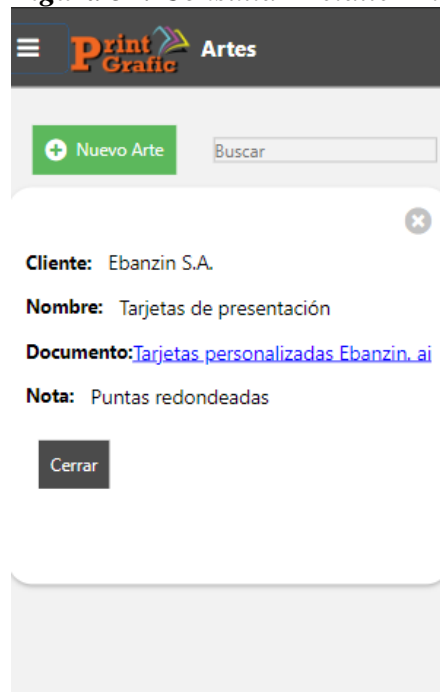 Print
Grafic
Artes
Nuevo Arte
Buscar
Cliente: Ebanzin S.A.
Nombre: Tarjetas de presentación
Documento:Tarjetas personalizadas Ebanzin. ai
Nota: Puntas redondeadas
Cerrar